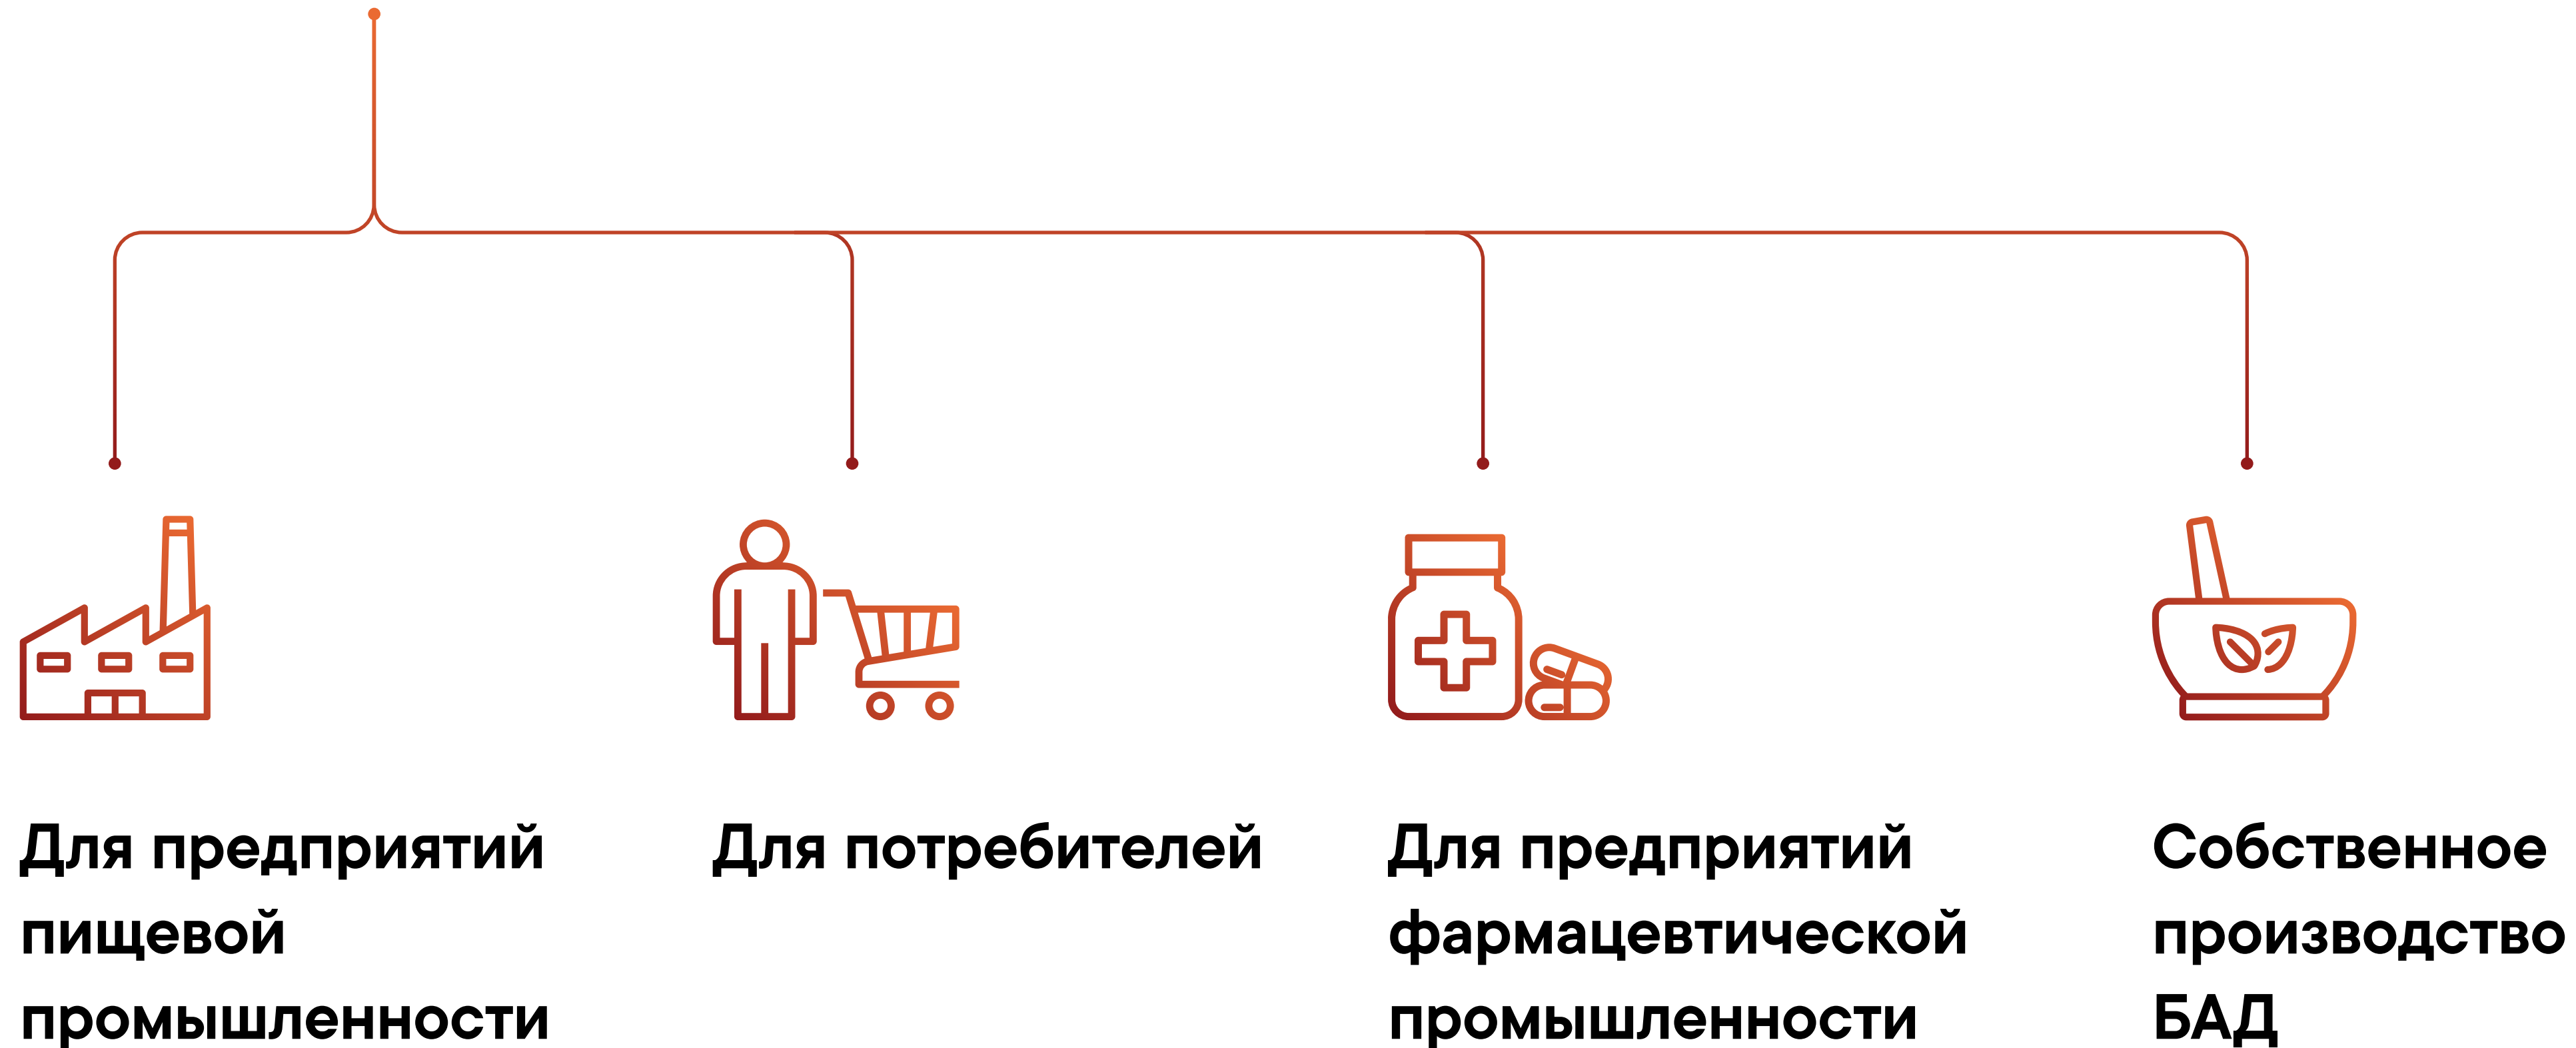 Для предприятий
пищевой
промышленности
Для потребителей
Для предприятий
фармацевтической
промышленности
Собственное
производство
БАД